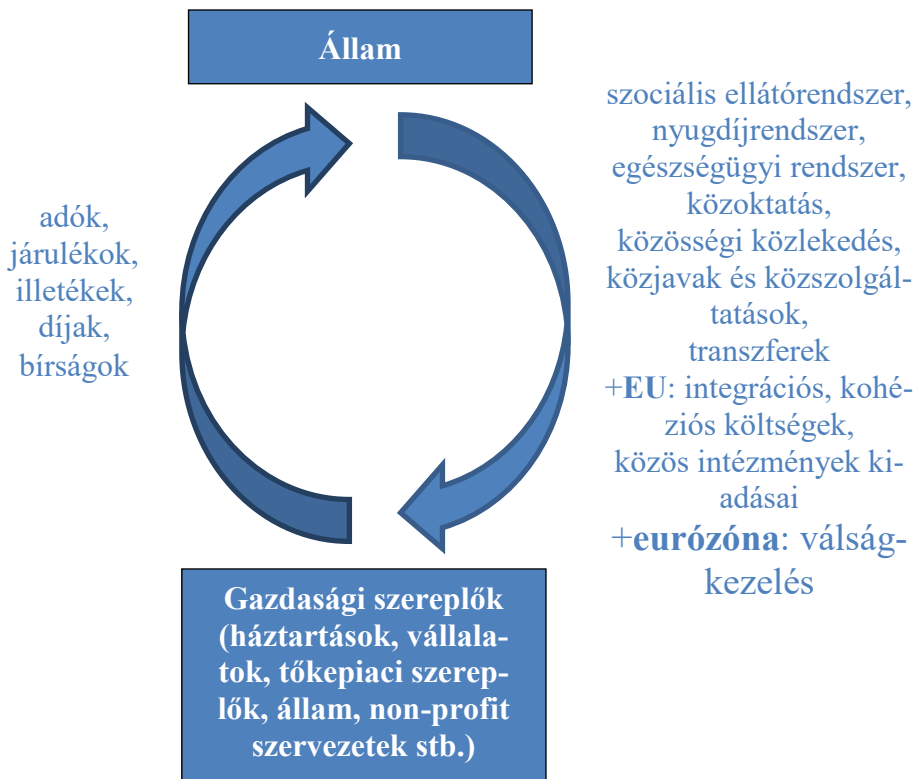 Állam
adók,
járulékok,
illetékek,
díjak,
bírságok
szociális ellátórendszer,
nyugdíjrendszer,
egészségügyi rendszer,
közoktatás,
közösségi közlekedés,
közjavak és közszolgál-
tatások,
transzferek
+EU: integrációs, kohé-
ziós költségek,
közös intézmények ki-
adásai
+eurózóna: válság-
kezelés
Gazdasági szereplők
(háztartások, vállala-
tok, tőkepiaci szerep-
lők, állam, non-profit
szervezetek stb.)